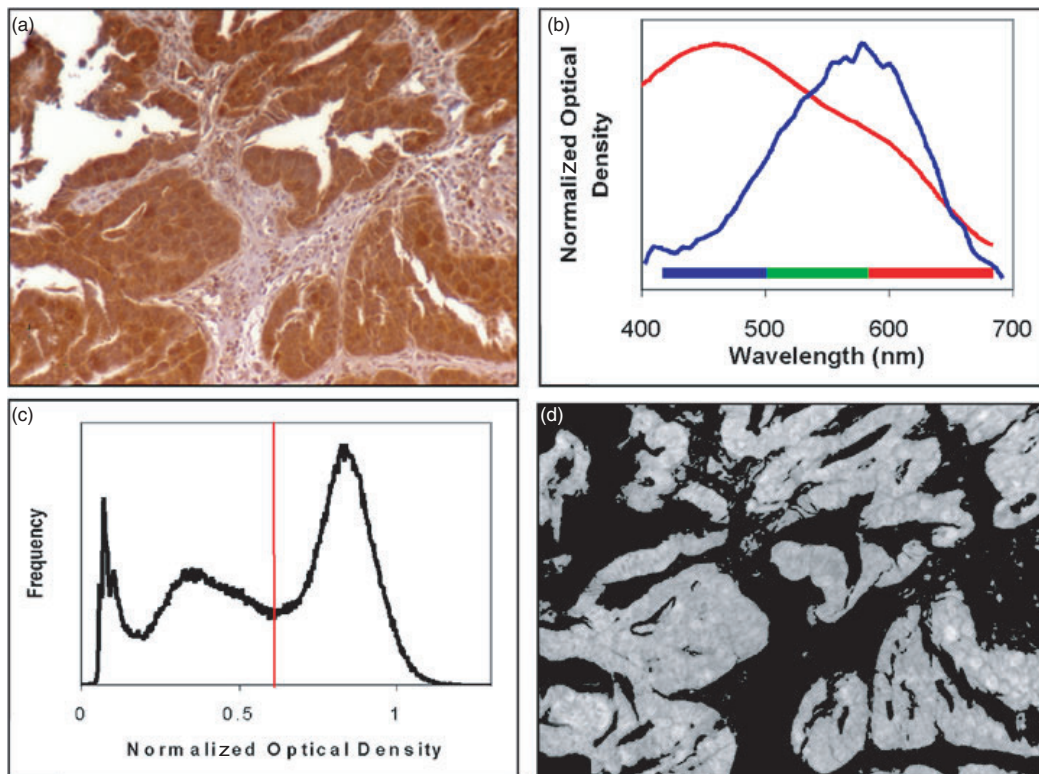 (a)
(b)
Normalized Optical
Density
400 500 600 700
Wavelength (nm)
(c)
Frequency
0 0.5 1
Normalized Optical Density
(d)